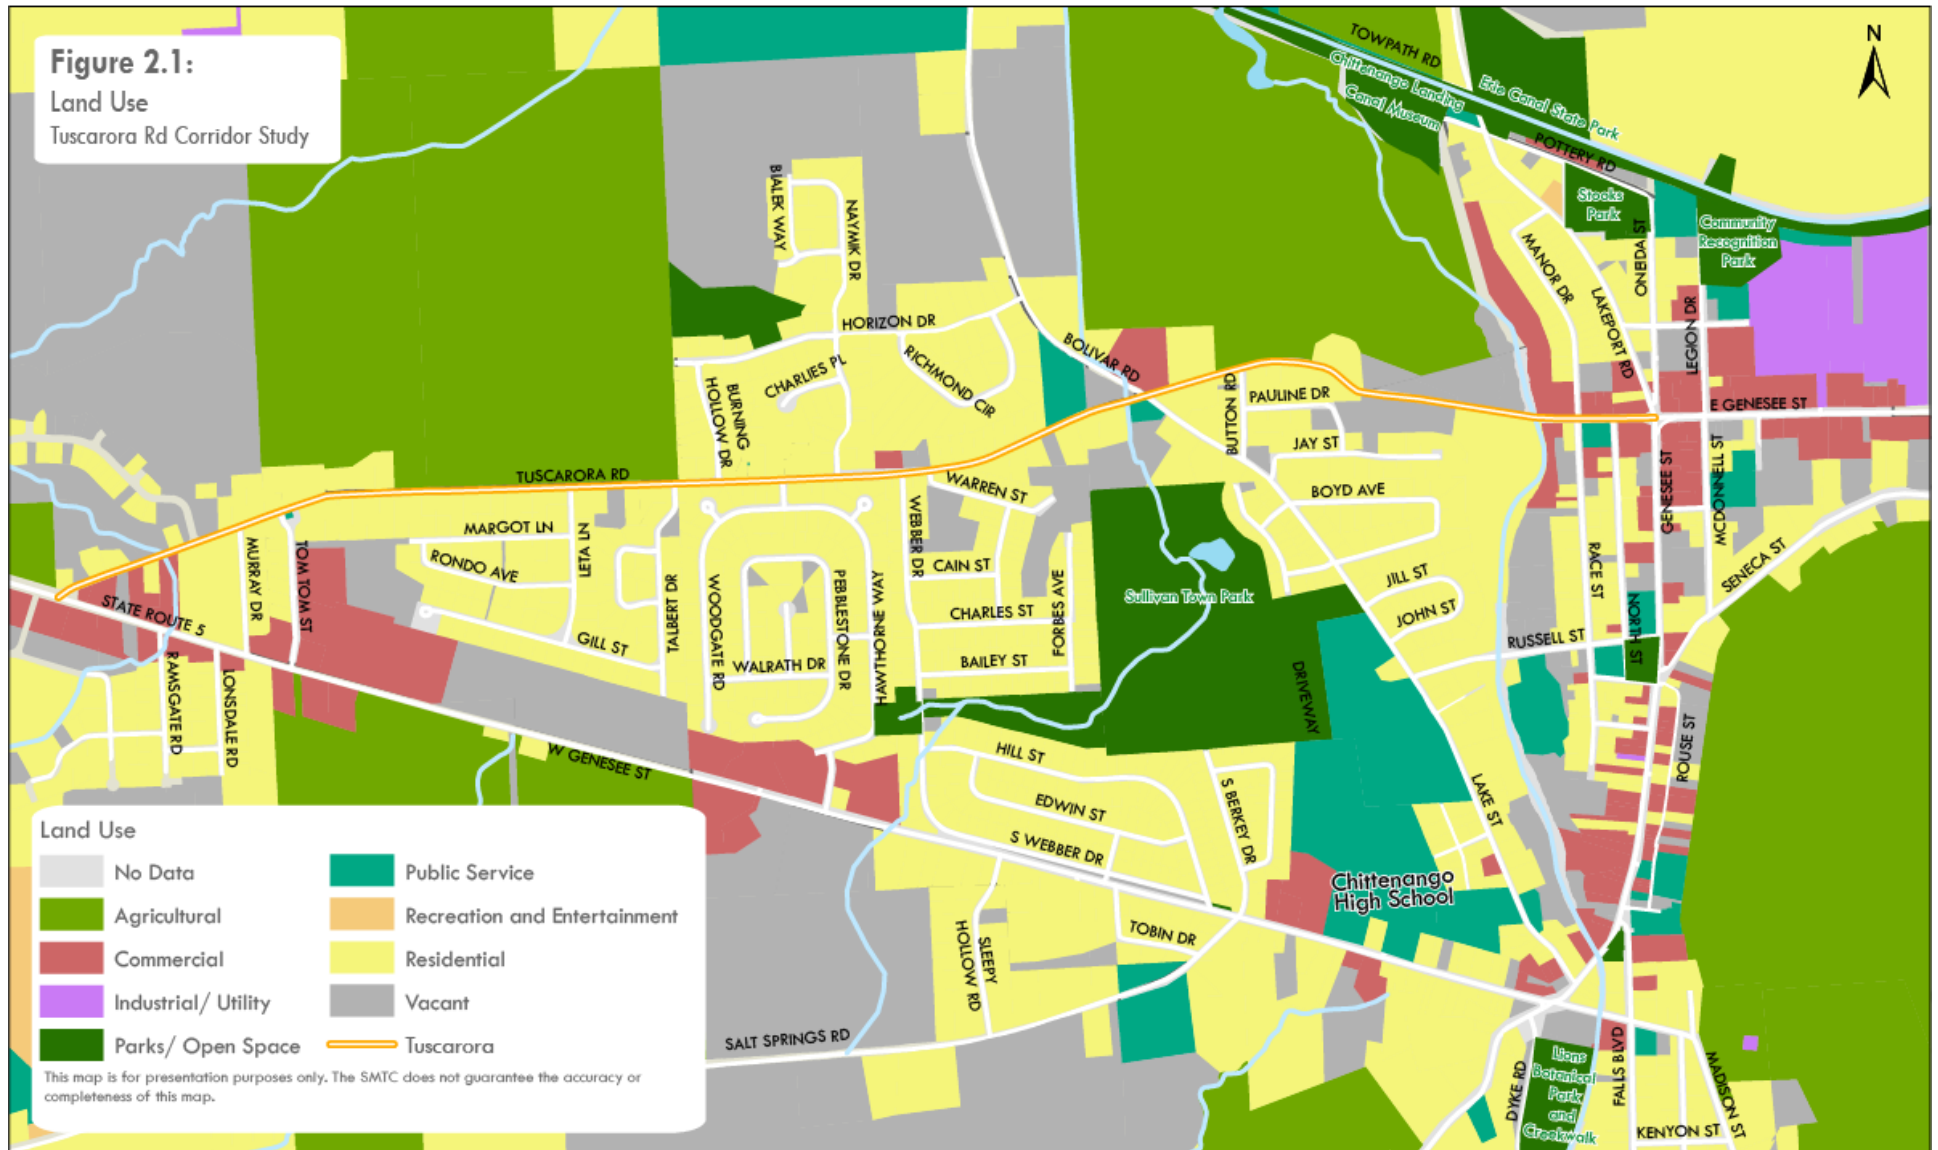 Figure 2.1:
Land Use
Tuscarora Rd Corridor Study
N
TOWPATH RD
Chittenango Landing
Canal Museum
Erie Canal State Park
POTTERY RD
Stooks
Park
Community
Recognition
Park
ONEIDA ST
MANOR DR
LAKEPORT RD
LEGION DR
BIALEK WAY
NAYMIK DR
HORIZON DR
CHARLIES PL
RICHMOND CIR
BURNING
HOLLOW DR
BOLIVAR RD
BUTTON RD
PAULINE DR
JAY ST
BOYD AVE
E GENESEE ST
GENESEE ST
MCDONNELL ST
SENECA ST
TUSCARORA RD
WARREN ST
WEBBER DR
CAIN ST
CHARLES ST
BAILEY ST
FORBES AVE
MARGOT LN
RONDO AVE
LETA LN
GILL ST
TALBERT DR
WOODGATE RD
WALRATH DR
PEBBLESTONE DR
HAWTHORNE WAY
MURRAY DR
TOM TOM ST
STATE ROUTE 5
RAMSGATE RD
LONSDALE RD
W GENESEE ST
Sullivan Town Park
DRIVEWAY
JILL ST
JOHN ST
RUSSELL ST
RACE ST
NORTH ST
ROUSE ST
LAKE ST
HILL ST
EDWIN ST
S WEBBER DR
S BERKEY DR
Chittenango
High School
TOBIN DR
SLEEPY
HOLLOW RD
SALT SPRINGS RD
DYKE RD
Lions
Botanical
Park
and
Creekwalk
FALLS BLVD
MADISON ST
KENYON ST
Land Use
No Data
Agricultural
Commercial
Industrial/ Utility
Parks/ Open Space
Public Service
Recreation and Entertainment
Residential
Vacant
Tuscarora
This map is for presentation purposes only. The SMTC does not guarantee the accuracy or
completeness of this map.